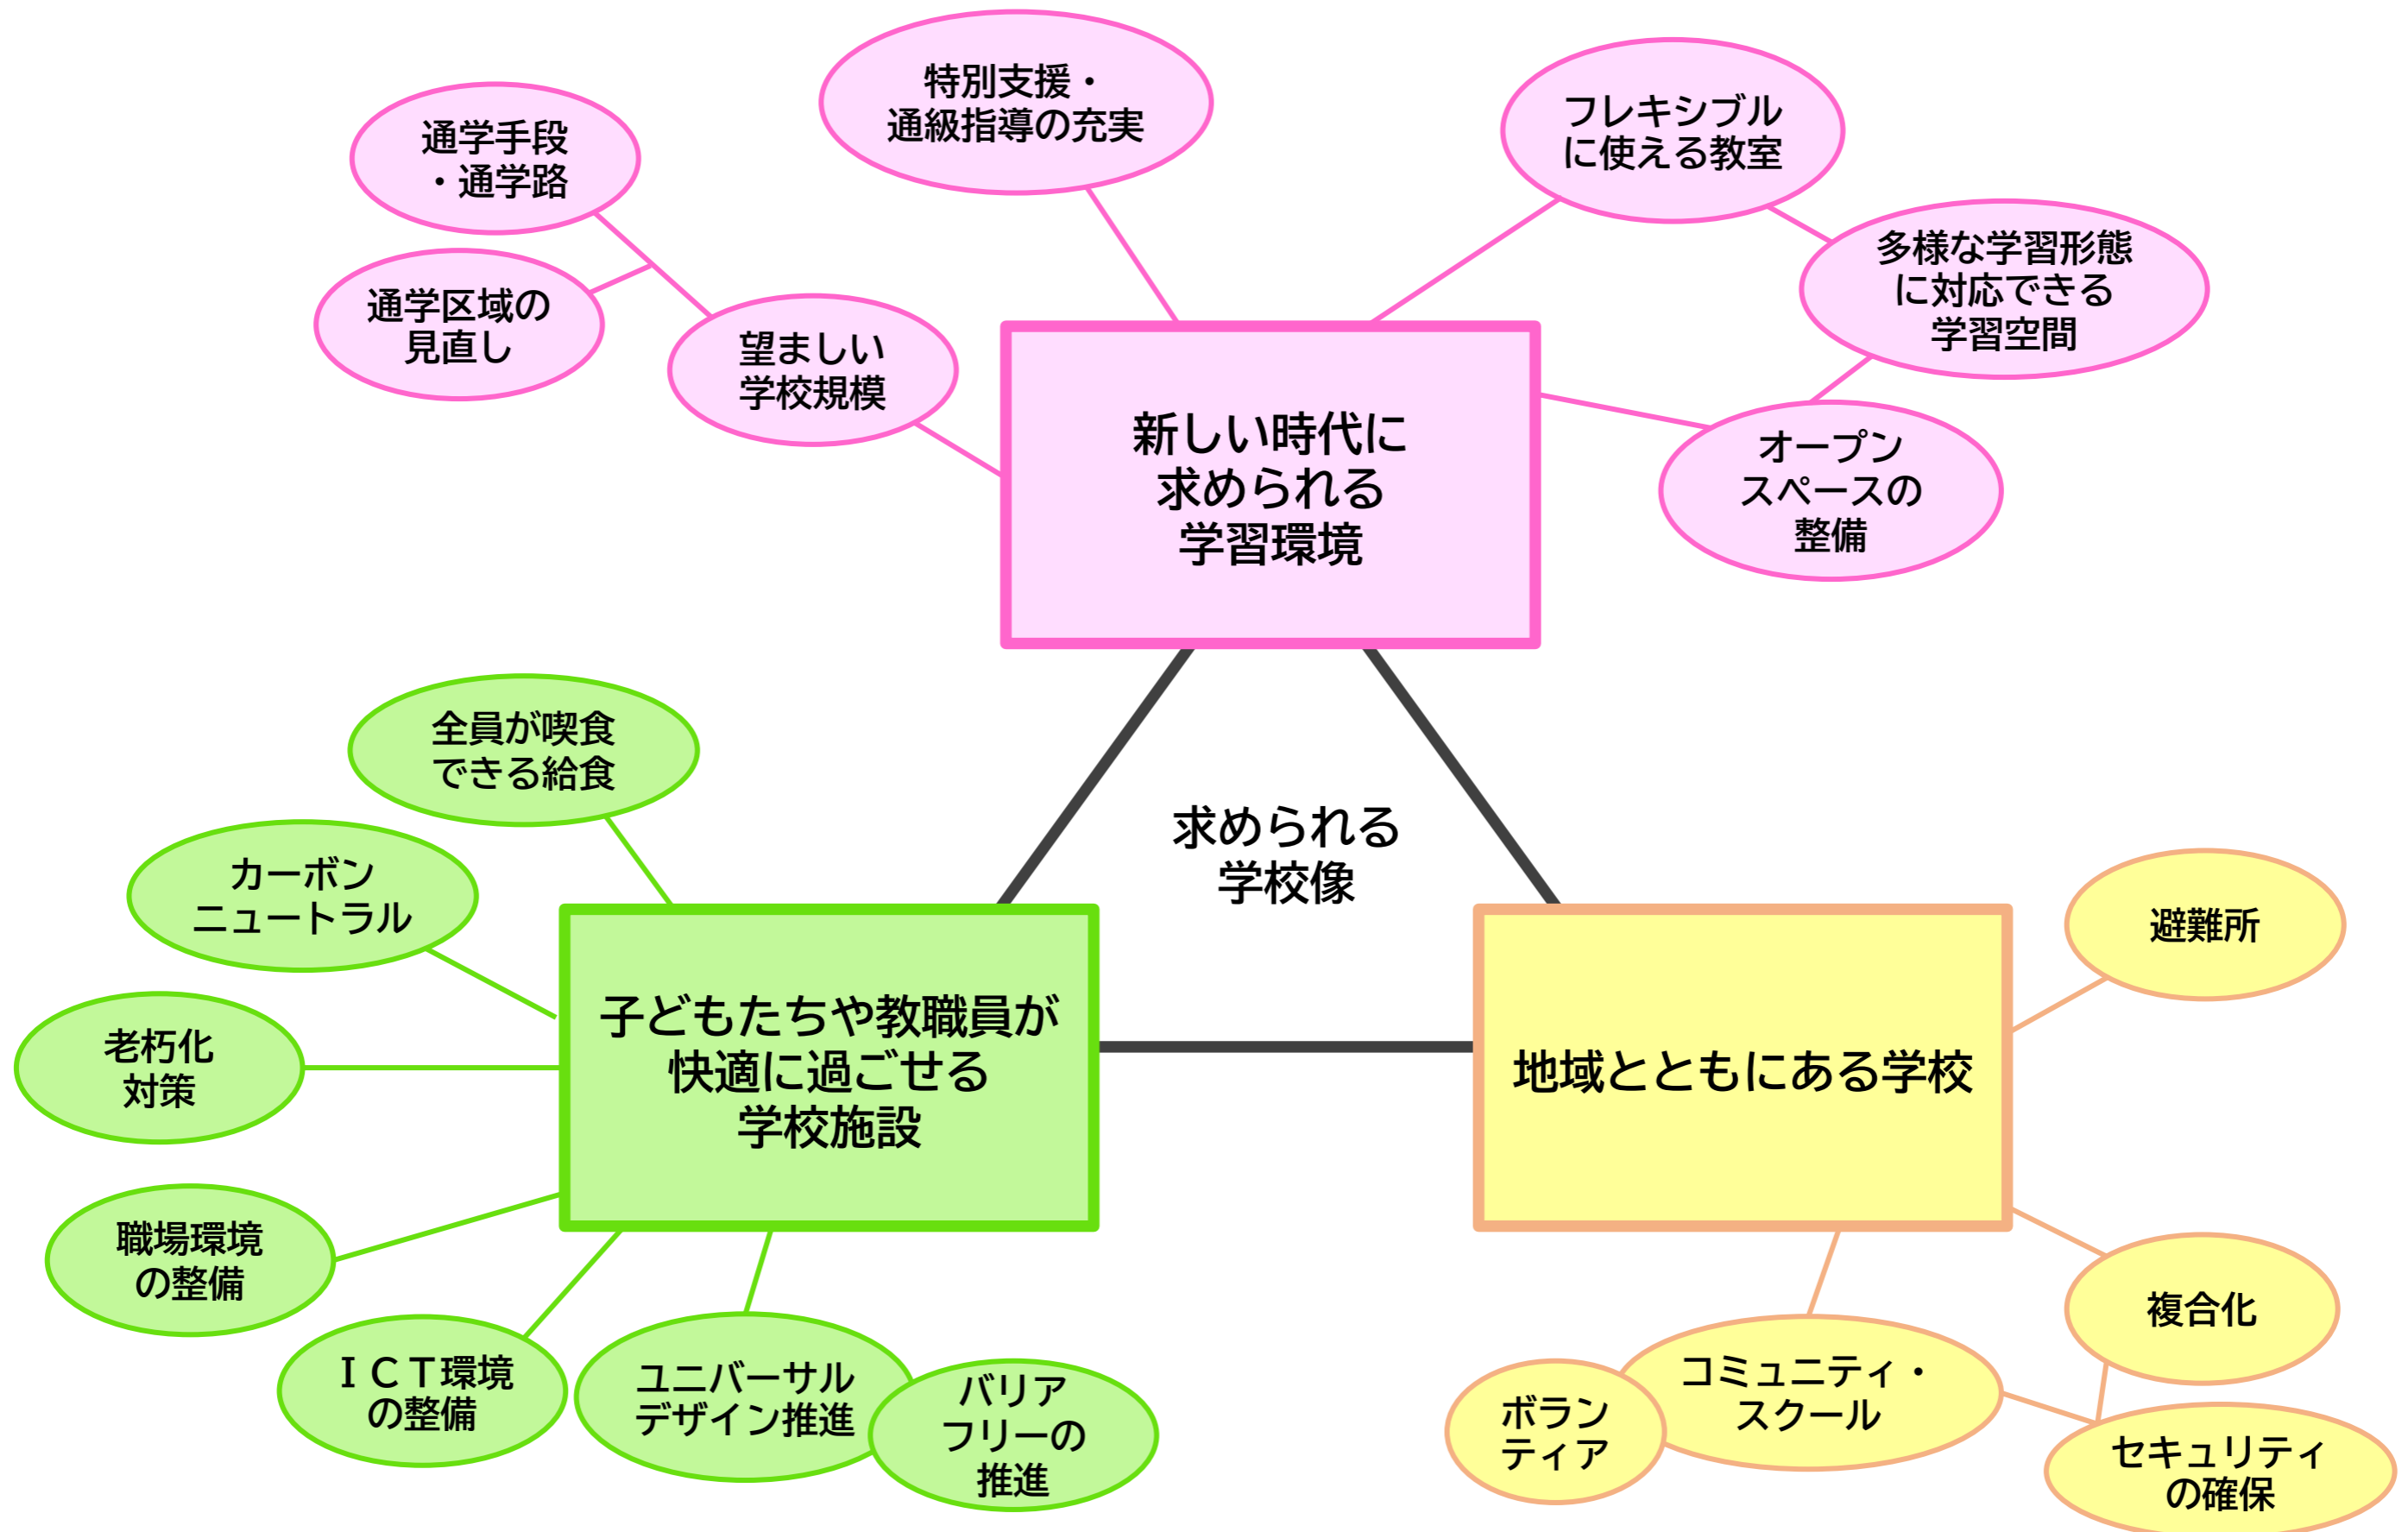 特別支援・
通級指導の充実
フレキシブル
に使える教室
通学手段
・通学路
多様な学習形態
に対応できる
学習空間
通学区域の
見直し
望ましい
学校規模
新しい時代に
求められる
学習環境
オープン
スペースの
整備
全員が喫食
できる給食
求められる
学校像
カーボン
ニュートラル
避難所
子どもたちや教職員が
快適に過ごせる
学校施設
地域とともにある学校
老朽化
対策
職場環境
の整備
複合化
ＩＣＴ環境
の整備
ユニバーサル
デザイン推進
バリア
フリーの
推進
コミュニティ・
スクール
ボラン
ティア
セキュリティ
の確保